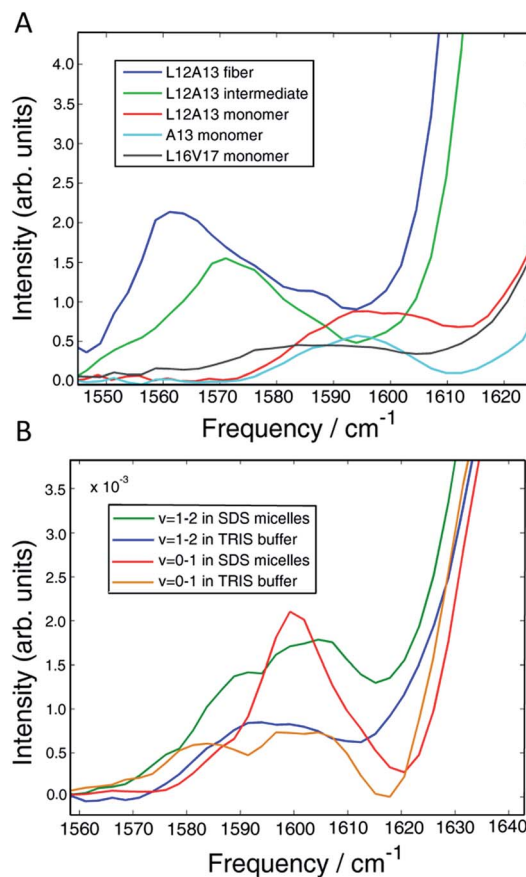 A
Intensity (arb. units)
4.0
3.5
3.0
2.5
2.0
1.5
1.0
0.5
0.0
L12A13 fiber
L12A13 intermediate
L12A13 monomer
A13 monomer
L16V17 monomer
1550 1560 1570 1580 1590 1600 1610 1620
Frequency / cm-1
B
Intensity (arb. units)
x 10-3
3.5
3.0
2.5
2.0
1.5
1.0
0.5
0.0
v=1-2 in SDS micelles
v=1-2 in TRIS buffer
v=0-1 in SDS micelles
v=0-1 in TRIS buffer
1560 1570 1580 1590 1600 1610 1620 1630 1640
Frequency / cm-1